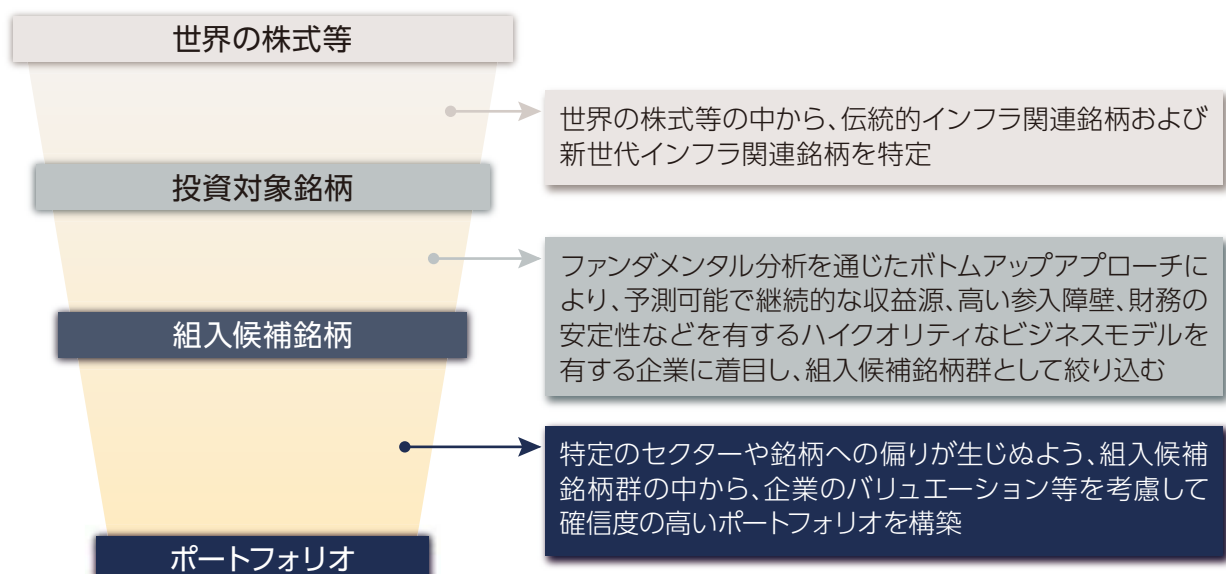 世界の株式等
世界の株式等の中から、伝統的インフラ関連銘柄および
新世代インフラ関連銘柄を特定
投資対象銘柄
ファンダメンタル分析を通じたボトムアップアプローチに
より、予測可能で継続的な収益源、高い参入障壁、財務の
安定性などを有するハイクオリティなビジネスモデルを
有する企業に着目し、組入候補銘柄群として絞り込む
組入候補銘柄
特定のセクターや銘柄への偏りが生じぬよう、組入候補
銘柄群の中から、企業のバリュエーション等を考慮して
確信度の高いポートフォリオを構築
ポートフォリオ